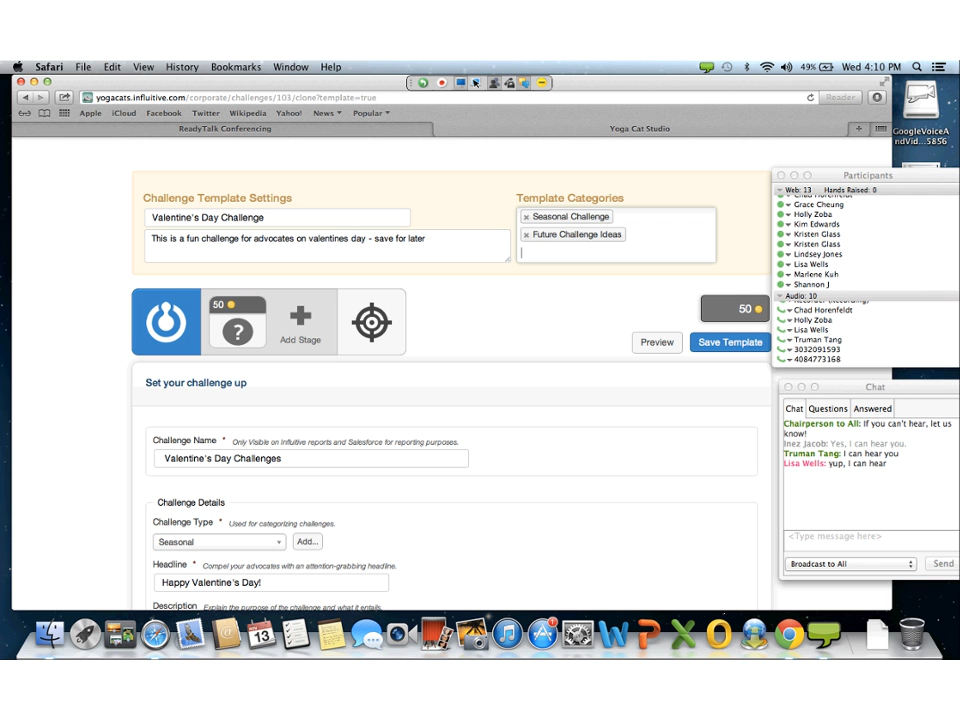 Safari File Edit View History Bookmarks Window Help 49% Wed 4:10 PM
yogacats.influitive.com/corporate/challenges/103/clone?template=true Reader
Apple iCloud Facebook Twitter Wikipedia Yahoo! News Popular
ReadyTalk Conferencing Yoga Cat Studio
GoogleVoiceA
ndVid...5856
Challenge Template Settings
Valentine's Day Challenge
This is a fun challenge for advocates on valentines day - save for later
Template Categories
× Seasonal Challenge
× Future Challenge Ideas
50
?
Add Stage
50
Preview Save Template
Set your challenge up
Challenge Name * Only Visible on Influitive reports and Salesforce for reporting purposes.
Valentine's Day Challenges
Challenge Details
Challenge Type * Used for categorizing challenges.
Seasonal Add...
Headline * Compel your advocates with an attention-grabbing headline.
Happy Valentine's Day!
Description Explain the purpose of the challenge and what it entails.
Participants
Web: 13 Hands Raised: 0
Chad Horenfeldt
Grace Cheung
Holly Zoba
Kim Edwards
Kristen Glass
Kristen Glass
Lindsey Jones
Lisa Wells
Marlene Kuh
Shannon J
Audio: 10
Recorder (Recording)
Chad Horenfeldt
Holly Zoba
Lisa Wells
Truman Tang
3032091593
4084773168
Chat
Chat Questions Answered
Chairperson to All: If you can't hear, let us
know!
Inez Jacob: Yes, I can hear you.
Truman Tang: I can hear you
Lisa Wells: yup, I can hear
<Type message here>
Broadcast to All Send
13
1